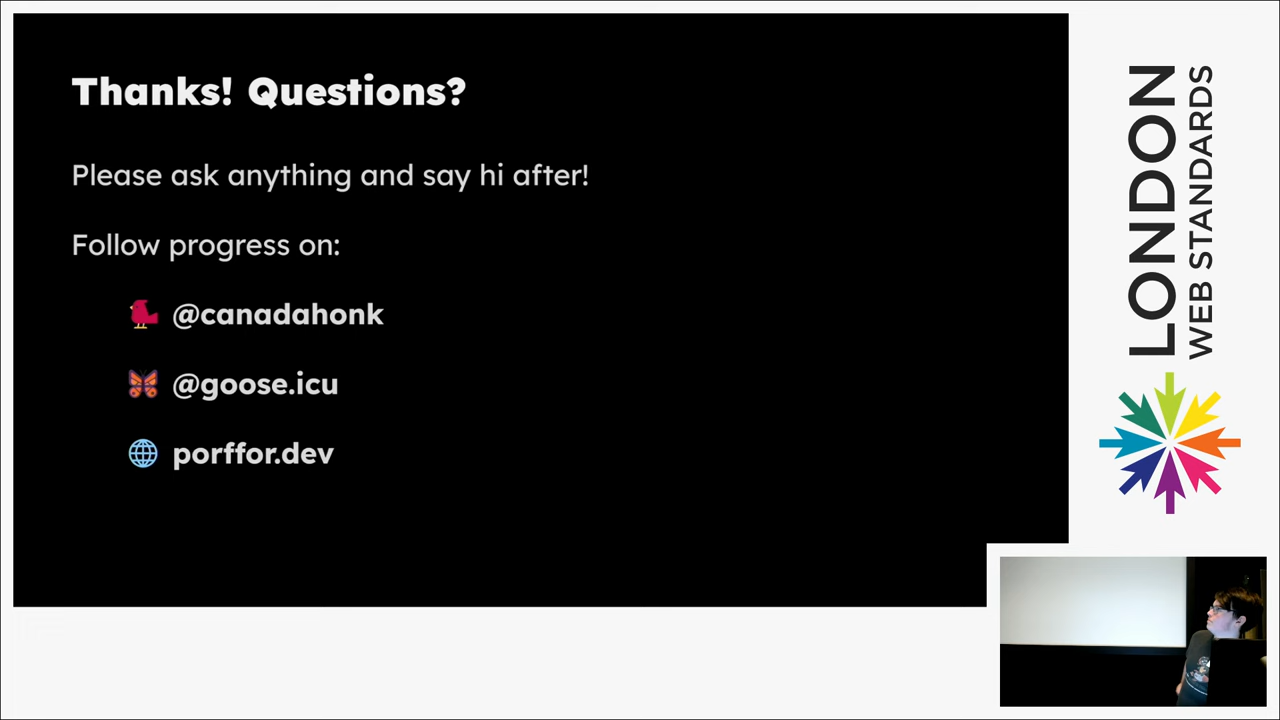 Thanks! Questions?
Please ask anything and say hi after!
Follow progress on:
@canadahonk
@goose.icu
porffor.dev
LONDON
WEB STANDARDS